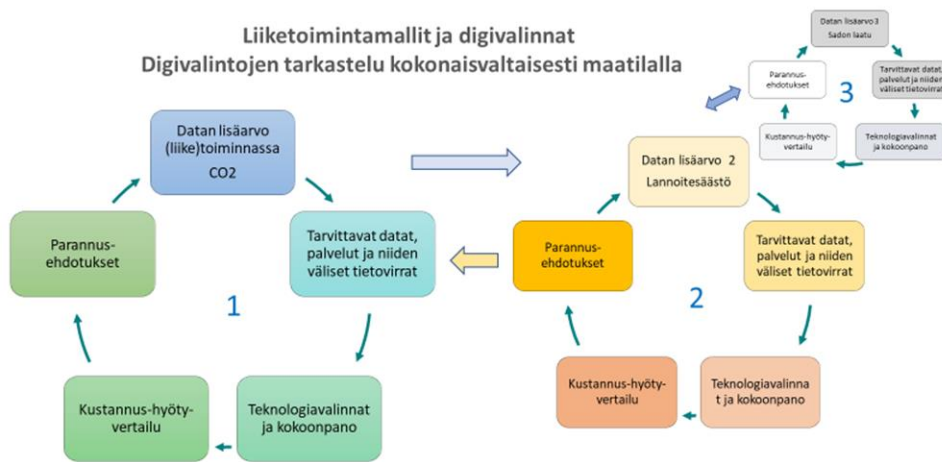 Liiketoimintamallit ja digivalinnat
Digivalintojen tarkastelu kokonaisvaltaisesti maatilalla
Datan lisäarvo
(liike)toiminnassa
CO2
Tarvittavat datat,
palvelut ja niiden
väliset tietovirrat
Teknologiavalinnat
ja kokoonpano
Kustannus-hyöty-
vertailu
Parannus-
ehdotukset
1
Datan lisäarvo 2
Lannoitesäästö
Tarvittavat datat,
palvelut ja niiden
väliset tietovirrat
Teknologiavalinna
t ja kokoonpano
Kustannus-hyöty-
vertailu
Parannus-
ehdotukset
2
Datan lisäarvo 3
Sadon laatu
Tarvittavat datat,
palvelut ja niiden
väliset tietovirrat
Teknologiavalinnat
ja kokoonpano
Kustannus-hyöty-
vertailu
Parannus-
ehdotukset
3